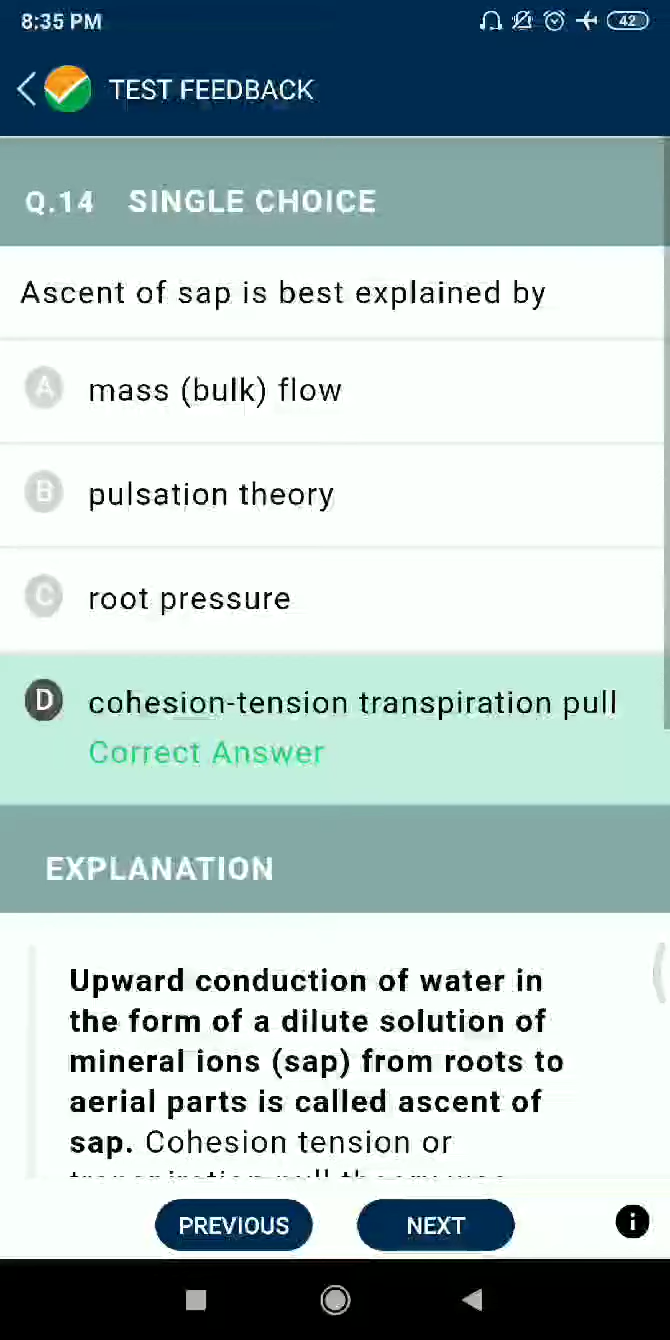 8:35 PM 42
TEST FEEDBACK
Q.14 SINGLE CHOICE
Ascent of sap is best explained by
A mass (bulk) flow
B pulsation theory
C root pressure
D cohesion-tension transpiration pull
Correct Answer
EXPLANATION
Upward conduction of water in
the form of a dilute solution of
mineral ions (sap) from roots to
aerial parts is called ascent of
sap. Cohesion tension or
PREVIOUS NEXT i